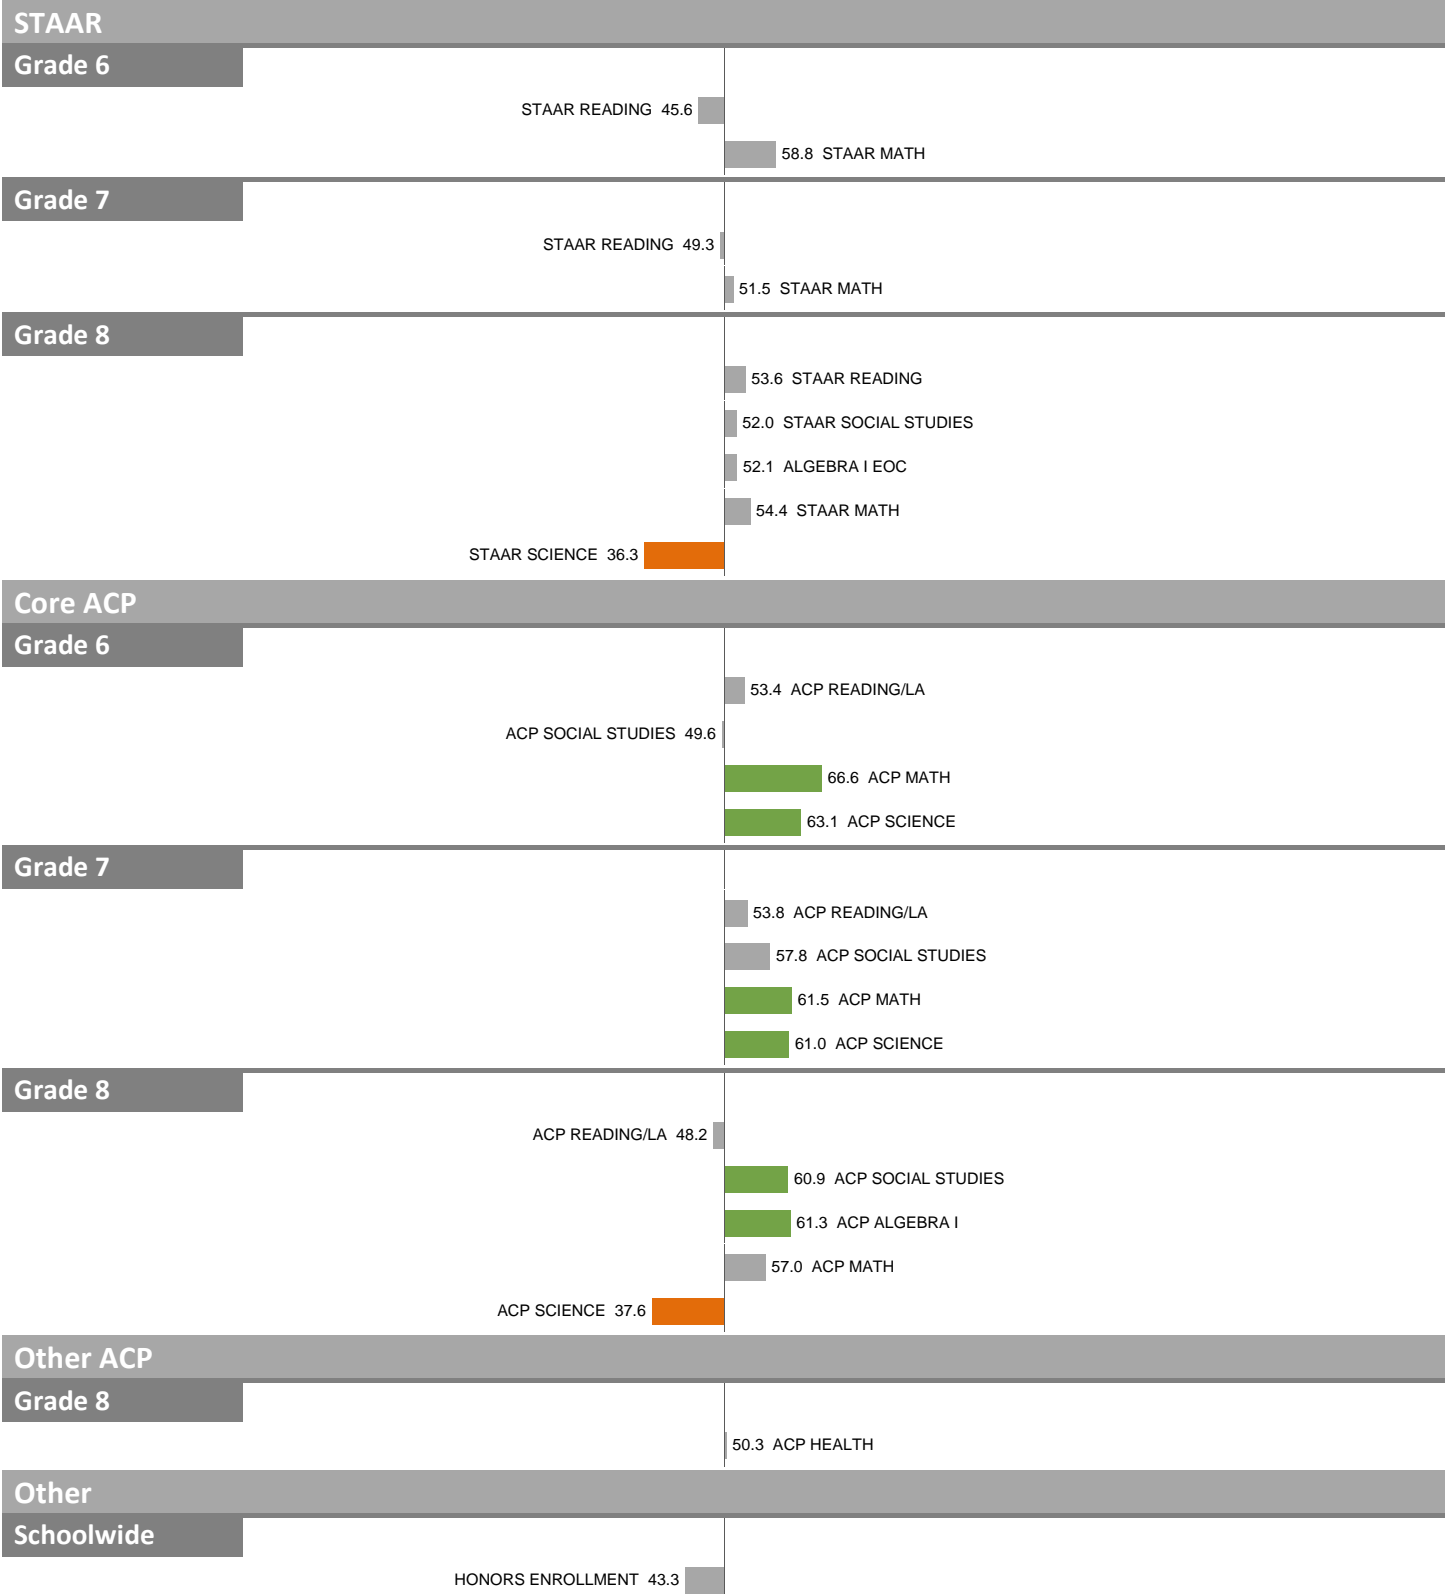 STAAR
Grade 6
STAAR READING 45.6
58.8 STAAR MATH
Grade 7
STAAR READING 49.3
51.5 STAAR MATH
Grade 8
53.6 STAAR READING
52.0 STAAR SOCIAL STUDIES
52.1 ALGEBRA I EOC
54.4 STAAR MATH
STAAR SCIENCE 36.3
Core ACP
Grade 6
53.4 ACP READING/LA
ACP SOCIAL STUDIES 49.6
66.6 ACP MATH
63.1 ACP SCIENCE
Grade 7
53.8 ACP READING/LA
57.8 ACP SOCIAL STUDIES
61.5 ACP MATH
61.0 ACP SCIENCE
Grade 8
ACP READING/LA 48.2
60.9 ACP SOCIAL STUDIES
61.3 ACP ALGEBRA I
57.0 ACP MATH
ACP SCIENCE 37.6
Other ACP
Grade 8
50.3 ACP HEALTH
Other
Schoolwide
HONORS ENROLLMENT 43.3